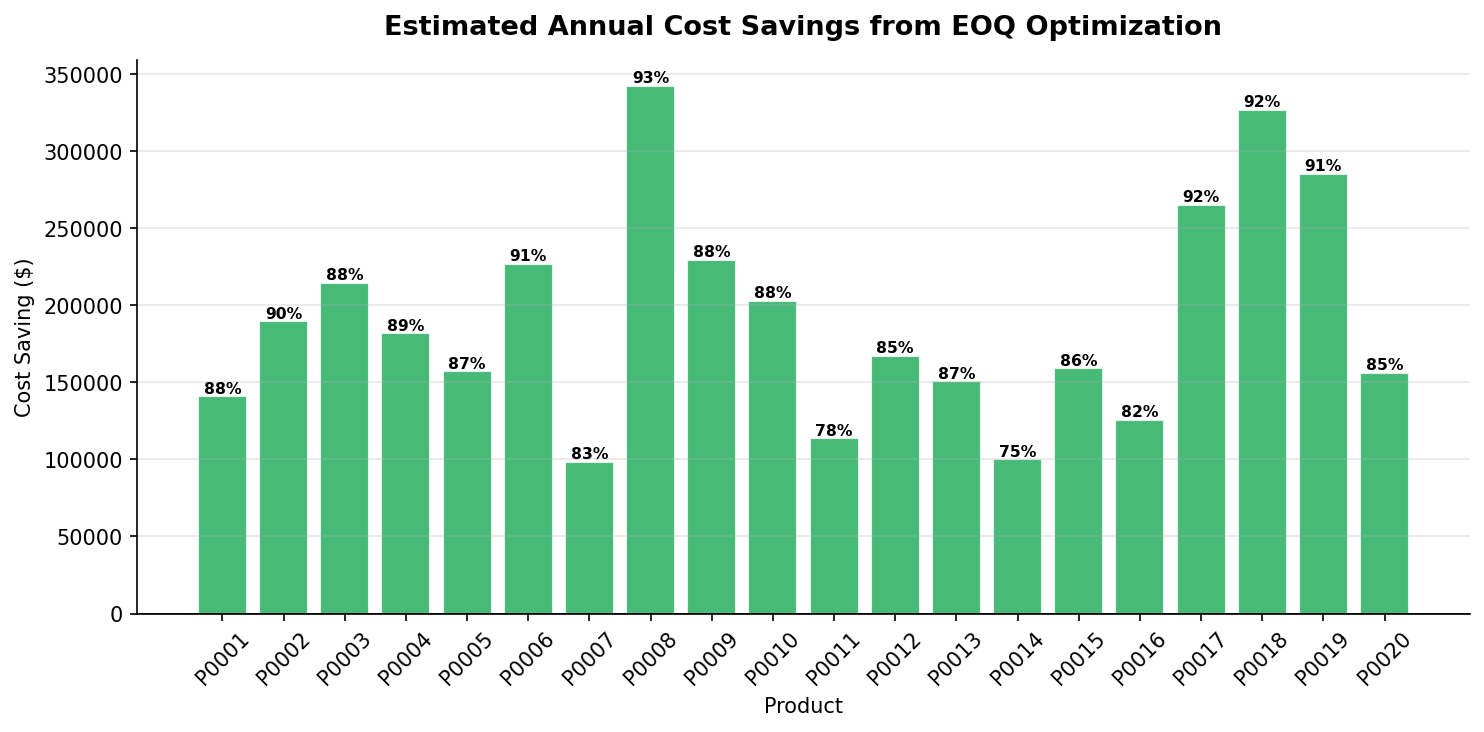 Estimated Annual Cost Savings from EOQ Optimization
Cost Saving ($)
350000
300000
250000
200000
150000
100000
50000
0
88%
90%
88%
89%
87%
91%
83%
93%
88%
88%
78%
85%
87%
75%
86%
82%
92%
92%
91%
85%
P0001
P0002
P0003
P0004
P0005
P0006
P0007
P0008
P0009
P0010
P0011
P0012
P0013
P0014
P0015
P0016
P0017
P0018
P0019
P0020
Product